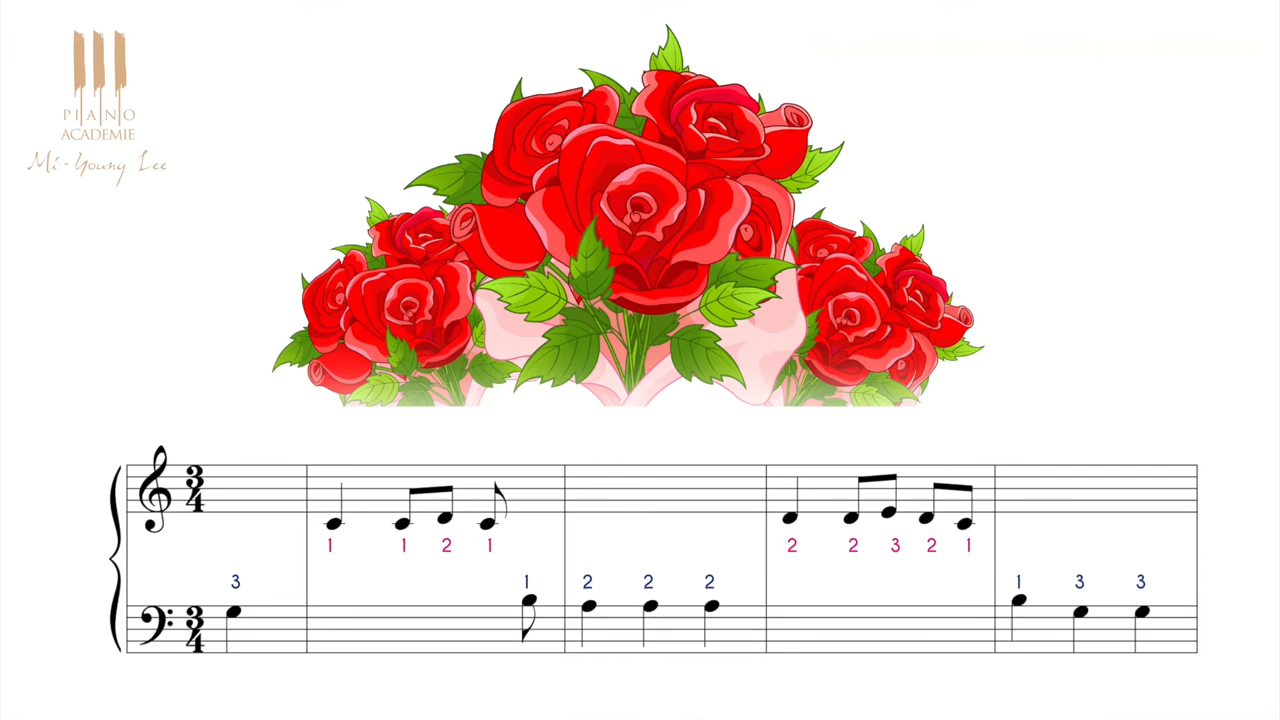 PIANO
ACADEMIE
Mi-Young Lee
3
4
1 1 2 1 2 2 3 2 1
3 1 2 2 2 1 3 3
3
4